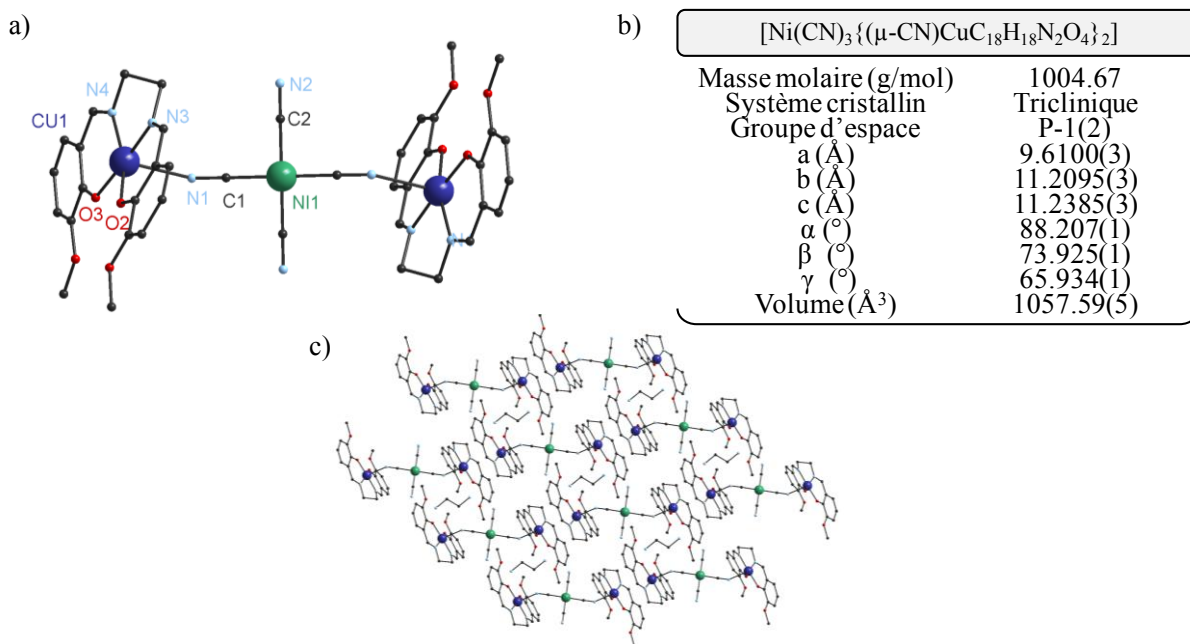 a)
N4
N3
CU1
O3
O2
N1
C1
N2
C2
NI1
b)
[Ni(CN)₃{(μ-CN)CuC₁₈H₁₈N₂O₄}₂]
Masse molaire (g/mol) 1004.67
Système cristallin Triclinique
Groupe d'espace P-1(2)
a (Å) 9.6100(3)
b (Å) 11.2095(3)
c (Å) 11.2385(3)
α (°) 88.207(1)
β (°) 73.925(1)
γ (°) 65.934(1)
Volume (Å³) 1057.59(5)
c)